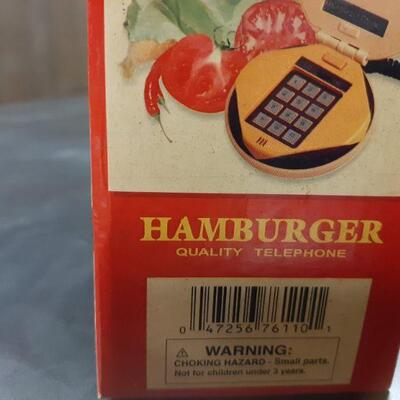 HAMBURGER
QUALITY TELEPHONE
0 47256 76110 1
WARNING:
CHOKING HAZARD - Small parts.
Not for children under 3 years.